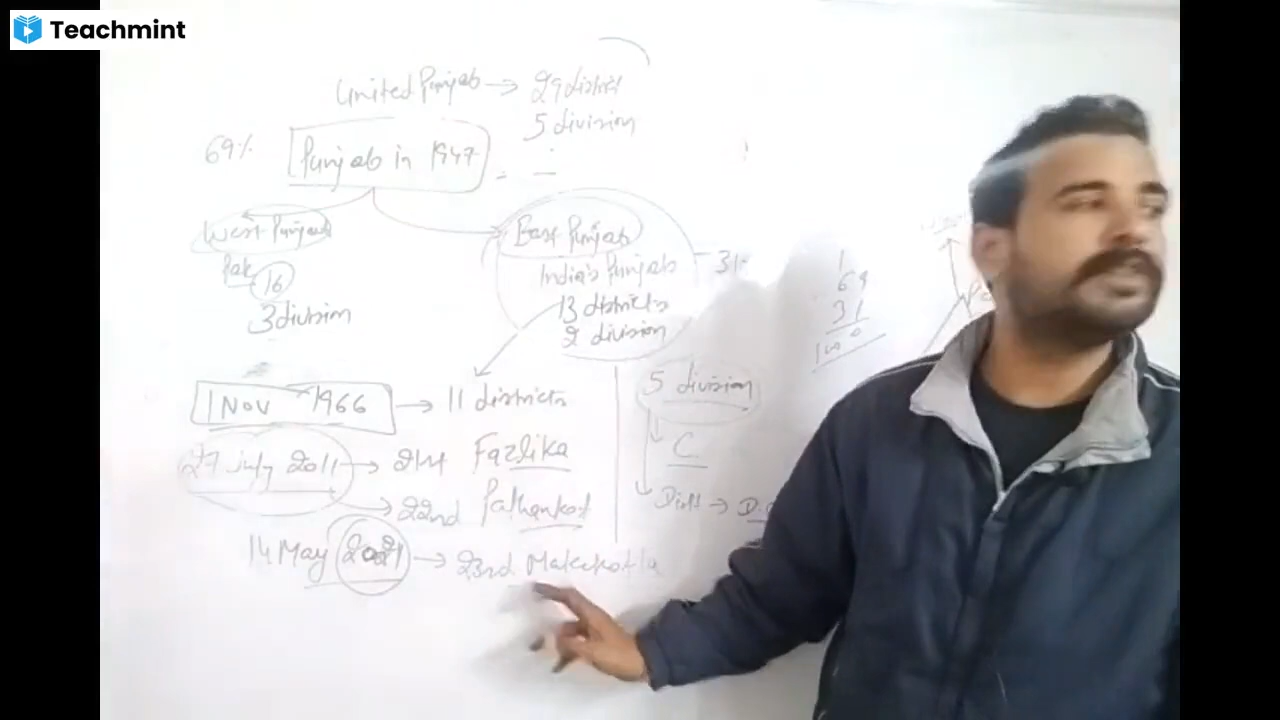 Teachmint
United Punjab → 29 district
5 division
69%
Punjab in 1947
West Punjab
Pak 16
3 division
East Punjab
India's Punjab
13 districts
2 division
31%
1
69
31
100
1 Nov 1966 → 11 districts
5 division
C
27 July 2011 → 21st Fazlika
→ 22nd Pathankot
14 May 2021 → 23rd Malerkotla